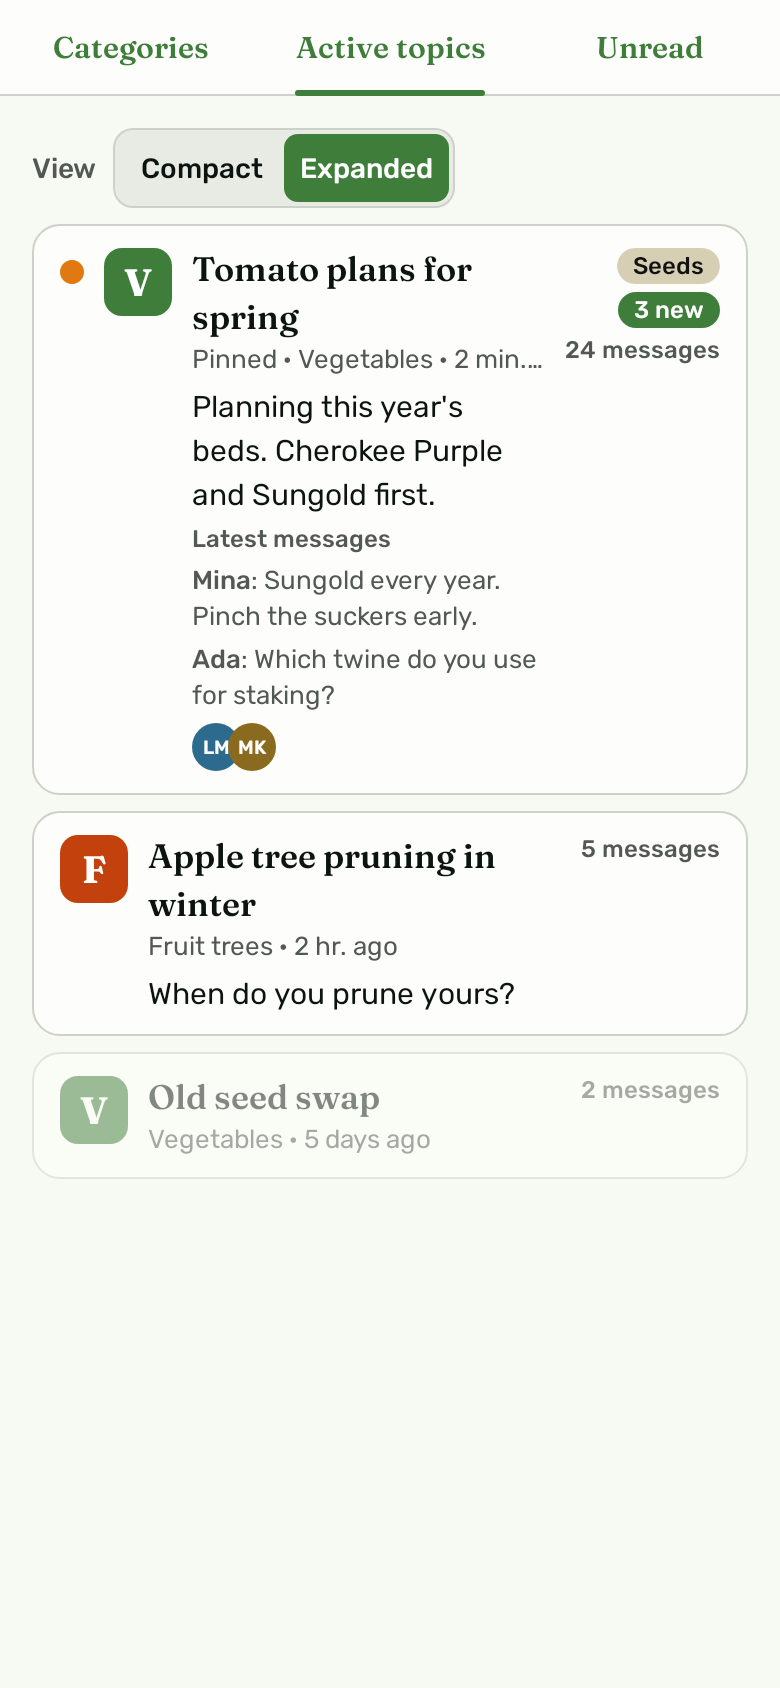 Categories
Active topics
Unread
View
Compact
Expanded
V
Tomato plans for
spring
Seeds
3 new
24 messages
Pinned • Vegetables • 2 min.…
Planning this year's
beds. Cherokee Purple
and Sungold first.
Latest messages
Mina: Sungold every year.
Pinch the suckers early.
Ada: Which twine do you use
for staking?
LM
MK
F
Apple tree pruning in
winter
5 messages
Fruit trees • 2 hr. ago
When do you prune yours?
V
Old seed swap
2 messages
Vegetables • 5 days ago